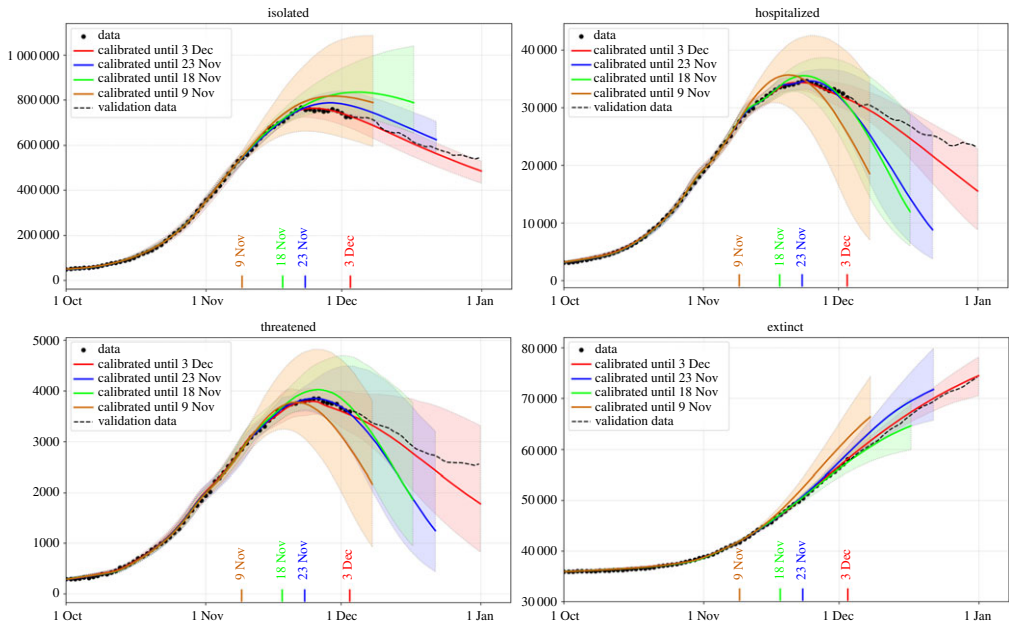 isolated
1 000 000
800 000
600 000
400 000
200 000
0
data
calibrated until 3 Dec
calibrated until 23 Nov
calibrated until 18 Nov
calibrated until 9 Nov
validation data
9 Nov
18 Nov
23 Nov
3 Dec
1 Oct
1 Nov
1 Dec
1 Jan
hospitalized
40 000
30 000
20 000
10 000
0
data
calibrated until 3 Dec
calibrated until 23 Nov
calibrated until 18 Nov
calibrated until 9 Nov
validation data
9 Nov
18 Nov
23 Nov
3 Dec
1 Oct
1 Nov
1 Dec
1 Jan
threatened
5000
4000
3000
2000
1000
0
data
calibrated until 3 Dec
calibrated until 23 Nov
calibrated until 18 Nov
calibrated until 9 Nov
validation data
9 Nov
18 Nov
23 Nov
3 Dec
1 Oct
1 Nov
1 Dec
1 Jan
extinct
80 000
70 000
60 000
50 000
40 000
30 000
data
calibrated until 3 Dec
calibrated until 23 Nov
calibrated until 18 Nov
calibrated until 9 Nov
validation data
9 Nov
18 Nov
23 Nov
3 Dec
1 Oct
1 Nov
1 Dec
1 Jan